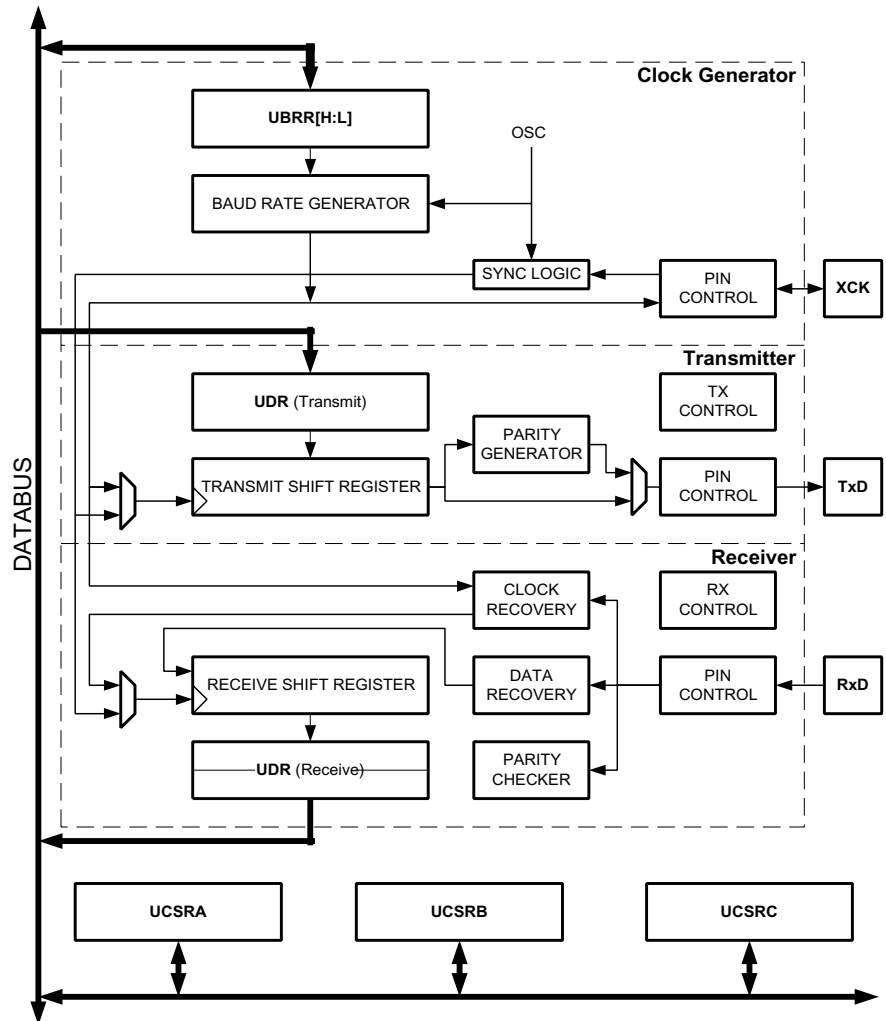 Clock Generator
UBRR[H:L]
OSC
BAUD RATE GENERATOR
SYNC LOGIC
PIN
CONTROL
XCK
DATABUS
Transmitter
UDR (Transmit)
TX
CONTROL
PARITY
GENERATOR
TRANSMIT SHIFT REGISTER
PIN
CONTROL
TxD
Receiver
CLOCK
RECOVERY
RX
CONTROL
RECEIVE SHIFT REGISTER
DATA
RECOVERY
PIN
CONTROL
RxD
UDR (Receive)
PARITY
CHECKER
UCSRA
UCSRB
UCSRC